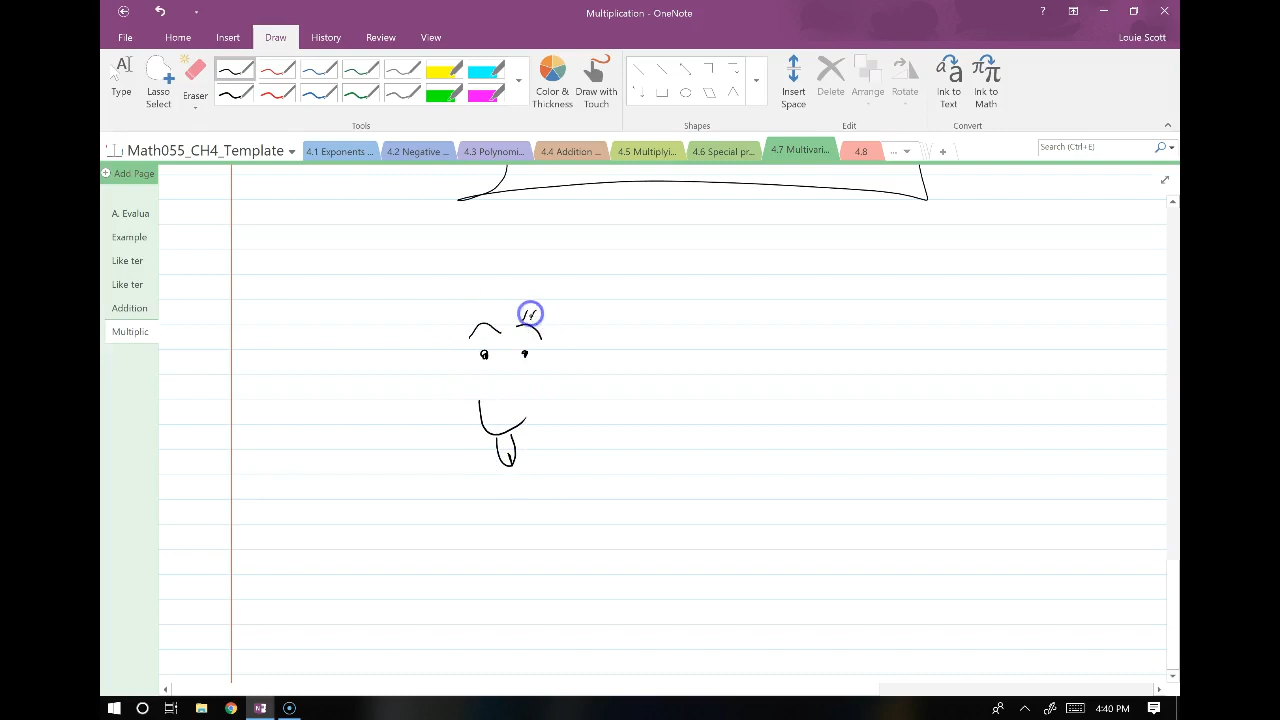 Multiplication - OneNote
?
File
Home
Insert
Draw
History
Review
View
Louie Scott
Type
Lasso Select
Eraser
Color & Thickness
Draw with Touch
Insert Space
Delete
Arrange
Rotate
Ink to Text
Ink to Math
Tools
Shapes
Edit
Convert
Math055_CH4_Template
4.1 Exponents ...
4.2 Negative ...
4.3 Polynomi...
4.4 Addition ...
4.5 Multiplyi...
4.6 Special pr...
4.7 Multivari...
4.8
...
Search (Ctrl+E)
Add Page
A. Evalua
Example
Like ter
Like ter
Addition
Multiplic
4:40 PM